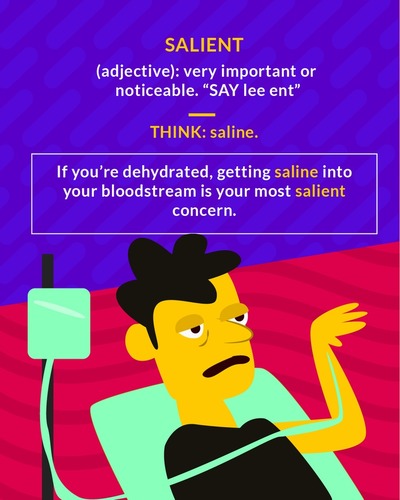 SALIENT
(adjective): very important or
noticeable. “SAY lee ent”
THINK: saline.
If you’re dehydrated, getting saline into
your bloodstream is your most salient
concern.